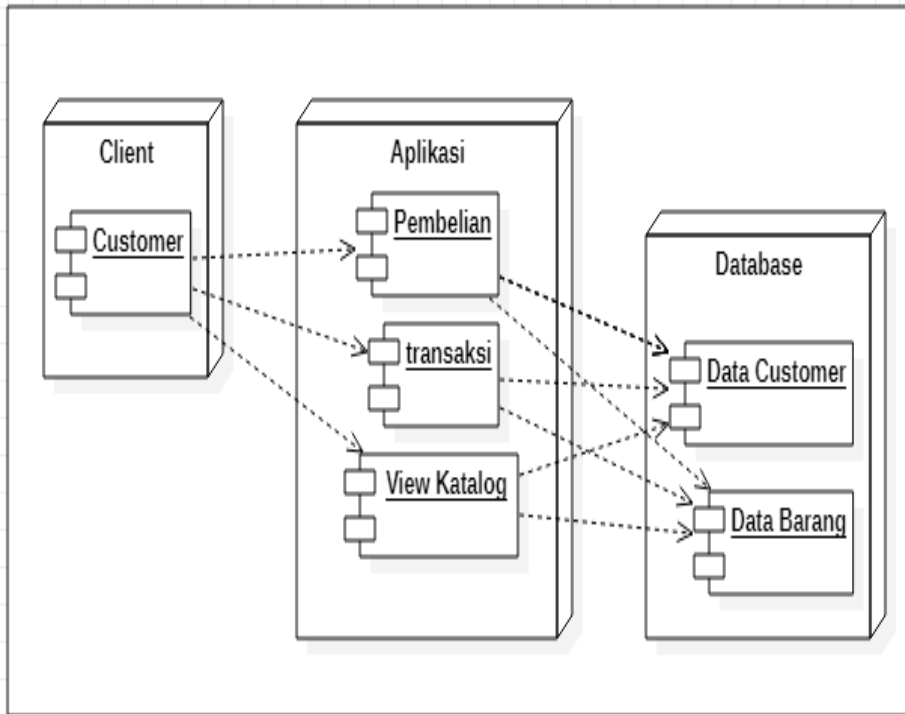 Client
Customer
Aplikasi
Pembelian
transaksi
View Katalog
Database
Data Customer
Data Barang